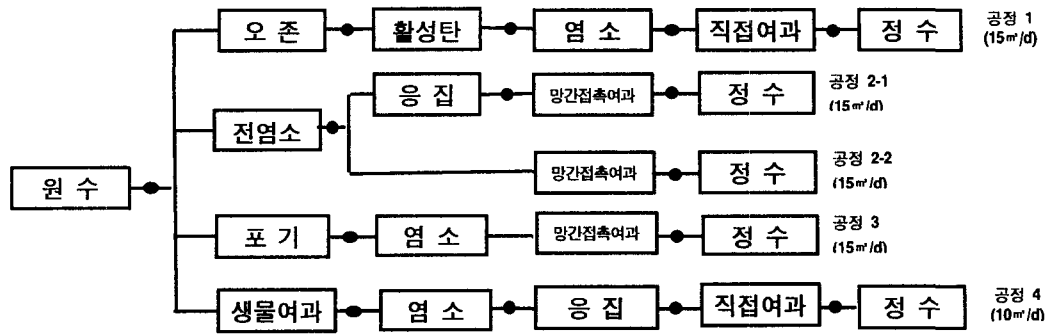 오 존
활성탄
염 소
직접여과
정 수
공정 1
(15㎥/d)
응 집
망간접촉여과
정 수
공정 2-1
(15㎥/d)
전염소
망간접촉여과
정 수
공정 2-2
(15㎥/d)
원 수
포 기
염 소
망간접촉여과
정 수
공정 3
(15㎥/d)
생물여과
염 소
응 집
직접여과
정 수
공정 4
(10㎥/d)